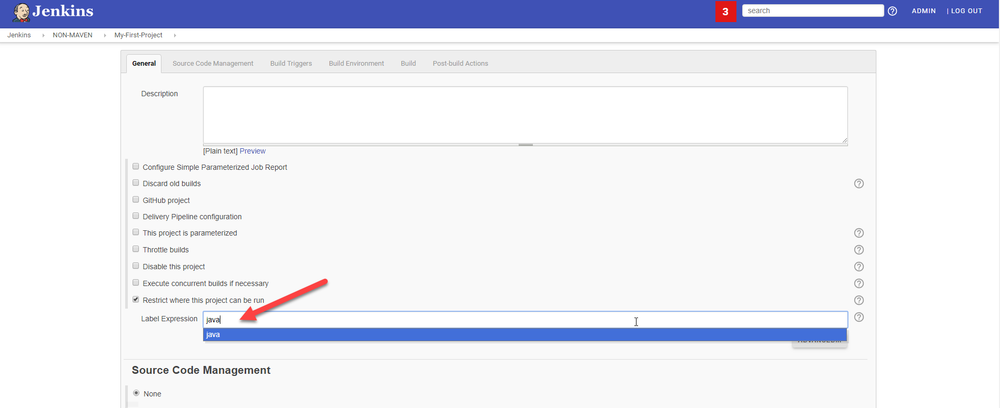 Jenkins
3
search
ADMIN | LOG OUT
Jenkins NON-MAVEN My-First-Project
General Source Code Management Build Triggers Build Environment Build Post-build Actions
Description
[Plain text] Preview
Configure Simple Parameterized Job Report
Discard old builds
GitHub project
Delivery Pipeline configuration
This project is parameterized
Throttle builds
Disable this project
Execute concurrent builds if necessary
Restrict where this project can be run
Label Expression java
java
Source Code Management
None